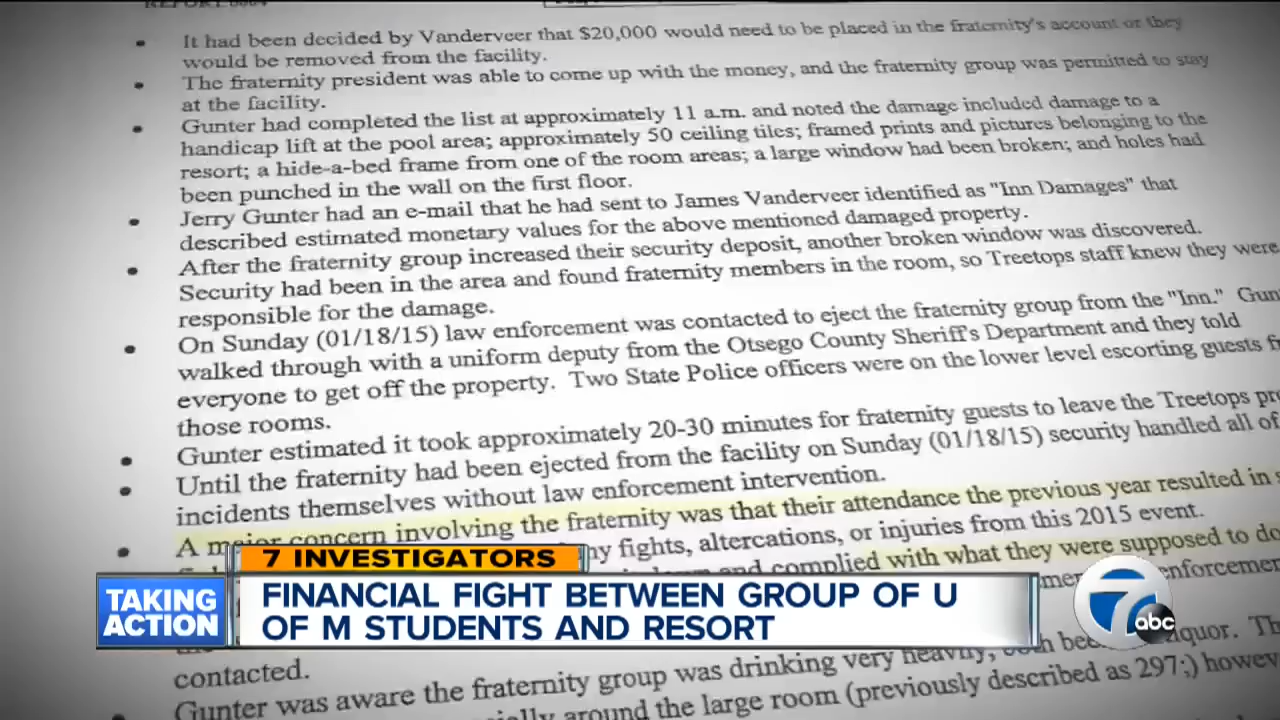 REPORT
It had been decided by Vanderveer that $20,000 would need to be placed in the fraternity's account or they
would be removed from the facility.
The fraternity president was able to come up with the money, and the fraternity group was permitted to stay
at the facility.
Gunter had completed the list at approximately 11 a.m. and noted the damage included damage to a
handicap lift at the pool area; approximately 50 ceiling tiles; framed prints and pictures belonging to the
resort; a hide-a-bed frame from one of the room areas; a large window had been broken; and holes had
been punched in the wall on the first floor.
Jerry Gunter had an e-mail that he had sent to James Vanderveer identified as "Inn Damages" that
described estimated monetary values for the above mentioned damaged property.
After the fraternity group increased their security deposit, another broken window was discovered.
Security had been in the area and found fraternity members in the room, so Treetops staff knew they were
responsible for the damage.
On Sunday (01/18/15) law enforcement was contacted to eject the fraternity group from the "Inn."
walked through with a uniform deputy from the Otsego County Sheriff's Department and they told
everyone to get off the property. Two State Police officers were on the lower level escorting guests
those rooms.
Gunter estimated it took approximately 20-30 minutes for fraternity guests to leave the Treetops
Until the fraternity had been ejected from the facility on Sunday (01/18/15) security handled all of
incidents themselves without law enforcement intervention.
A major concern involving the fraternity was that their attendance the previous year resulted in
fights, altercations, or injuries from this 2015 event.
and complied with what they were supposed to do
7 INVESTIGATORS
TAKING
ACTION
FINANCIAL FIGHT BETWEEN GROUP OF U
OF M STUDENTS AND RESORT
7
abc
contacted.
Gunter was aware the fraternity group was drinking very heavily,
around the large room (previously described as 297;)